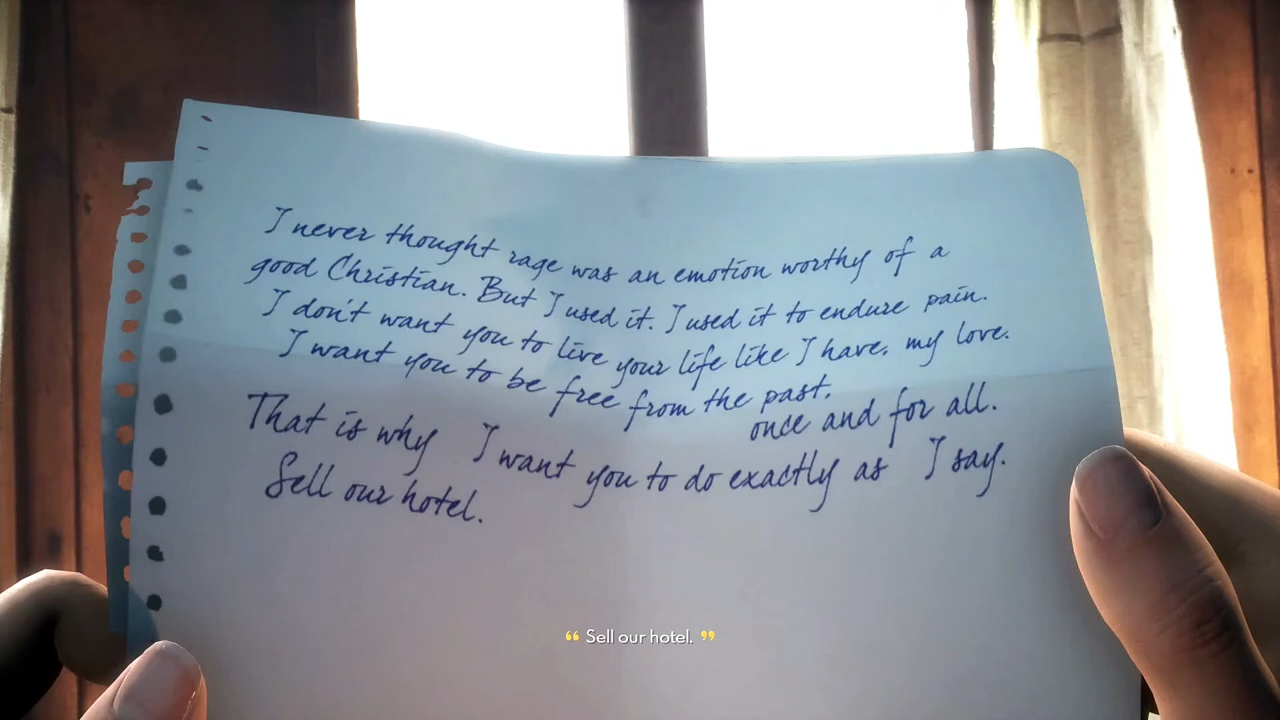 I never thought rage was an emotion worthy of a
good Christian. But I used it. I used it to endure pain.
I don't want you to live your life like I have, my love.
I want you to be free from the past,
once and for all.
That is why I want you to do exactly as I say.
Sell our hotel.
“ Sell our hotel. ”